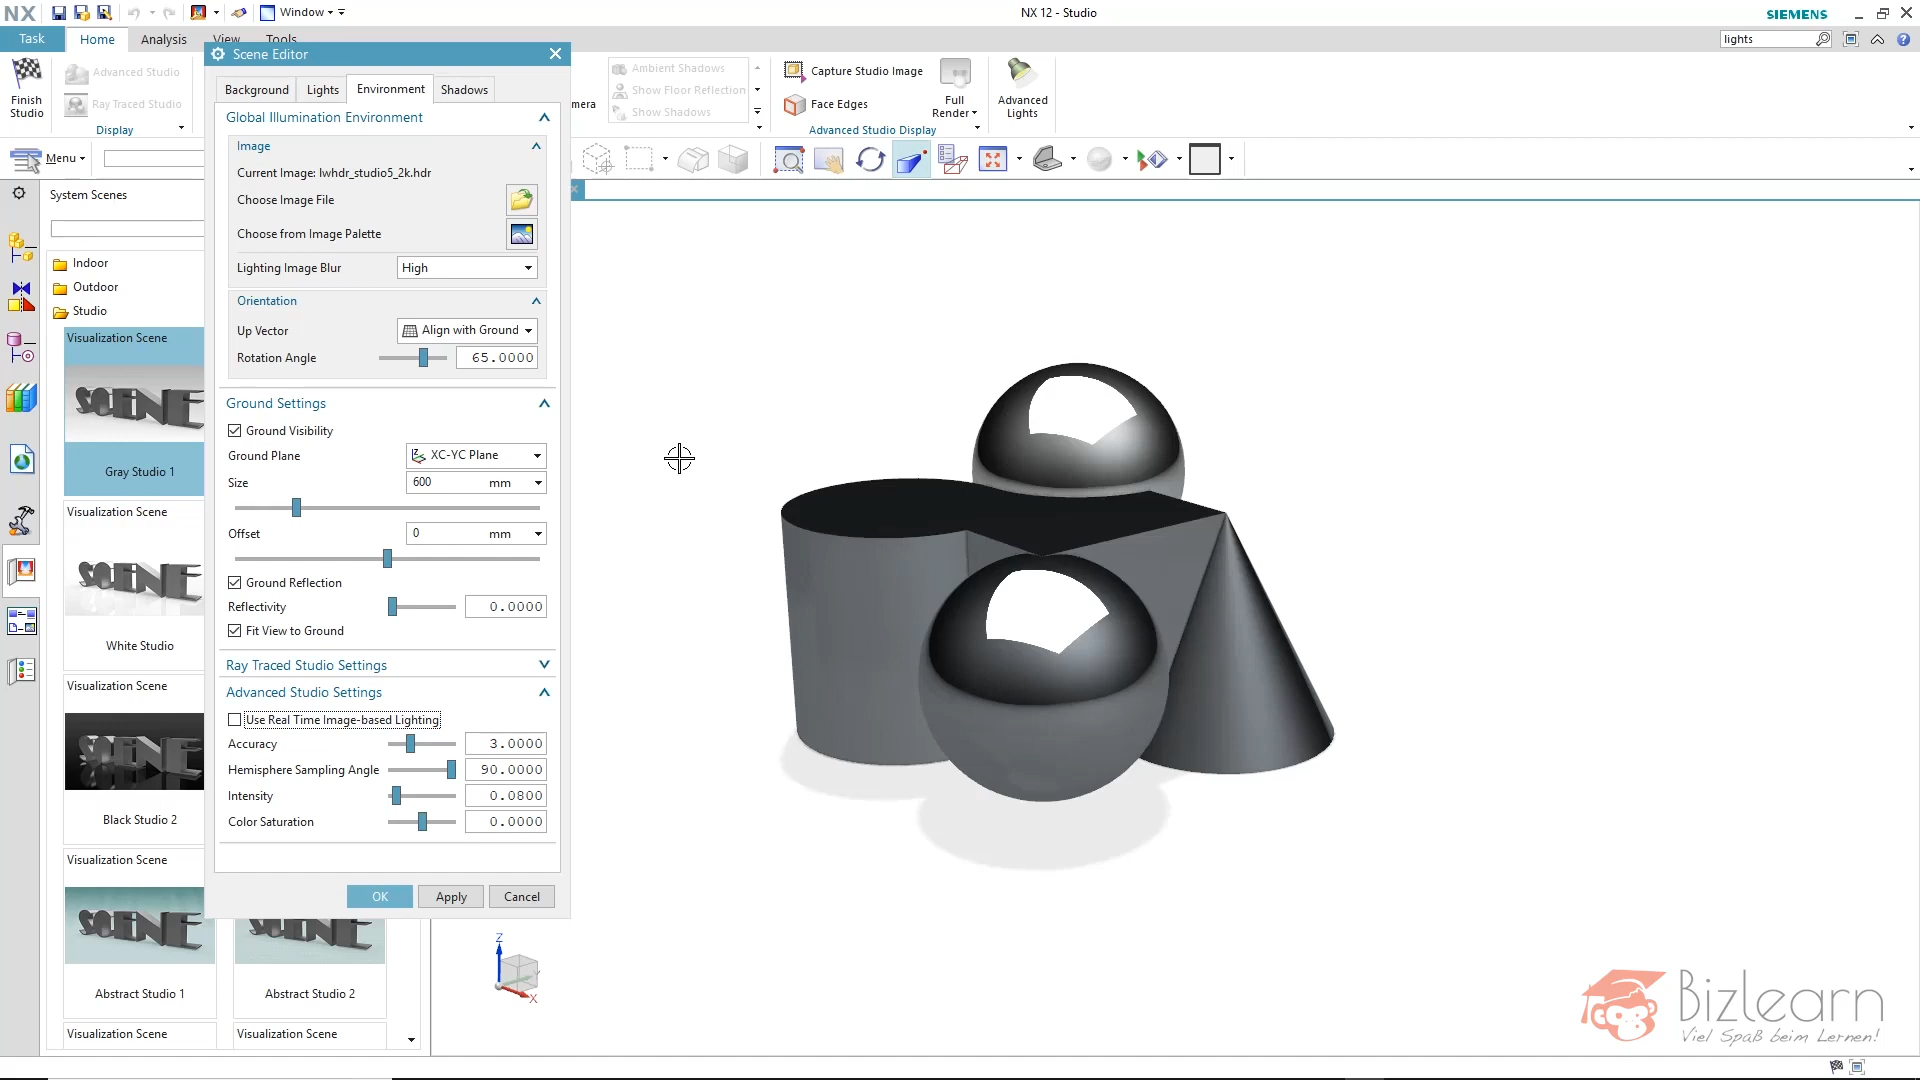 NX
Window
NX 12 - Studio
SIEMENS
Task
Home
Analysis
View
Tools
lights
Finish
Studio
Advanced Studio
Ray Traced Studio
Display
mera
Ambient Shadows
Show Floor Reflection
Show Shadows
Capture Studio Image
Face Edges
Full
Render
Advanced Studio Display
Advanced
Lights
Menu
System Scenes
Indoor
Outdoor
Studio
Visualization Scene
Gray Studio 1
Visualization Scene
White Studio
Visualization Scene
Black Studio 2
Visualization Scene
Abstract Studio 1
Abstract Studio 2
Visualization Scene
Visualization Scene
Scene Editor
Background
Lights
Environment
Shadows
Global Illumination Environment
Image
Current Image: lwhdr_studio5_2k.hdr
Choose Image File
Choose from Image Palette
Lighting Image Blur
High
Orientation
Up Vector
Align with Ground
Rotation Angle
65.0000
Ground Settings
Ground Visibility
Ground Plane
XC-YC Plane
Size
600 mm
Offset
0 mm
Ground Reflection
Reflectivity
0.0000
Fit View to Ground
Ray Traced Studio Settings
Advanced Studio Settings
Use Real Time Image-based Lighting
Accuracy
3.0000
Hemisphere Sampling Angle
90.0000
Intensity
0.0800
Color Saturation
0.0000
OK
Apply
Cancel
Z
X
Bizlearn
Viel Spaß beim Lernen!